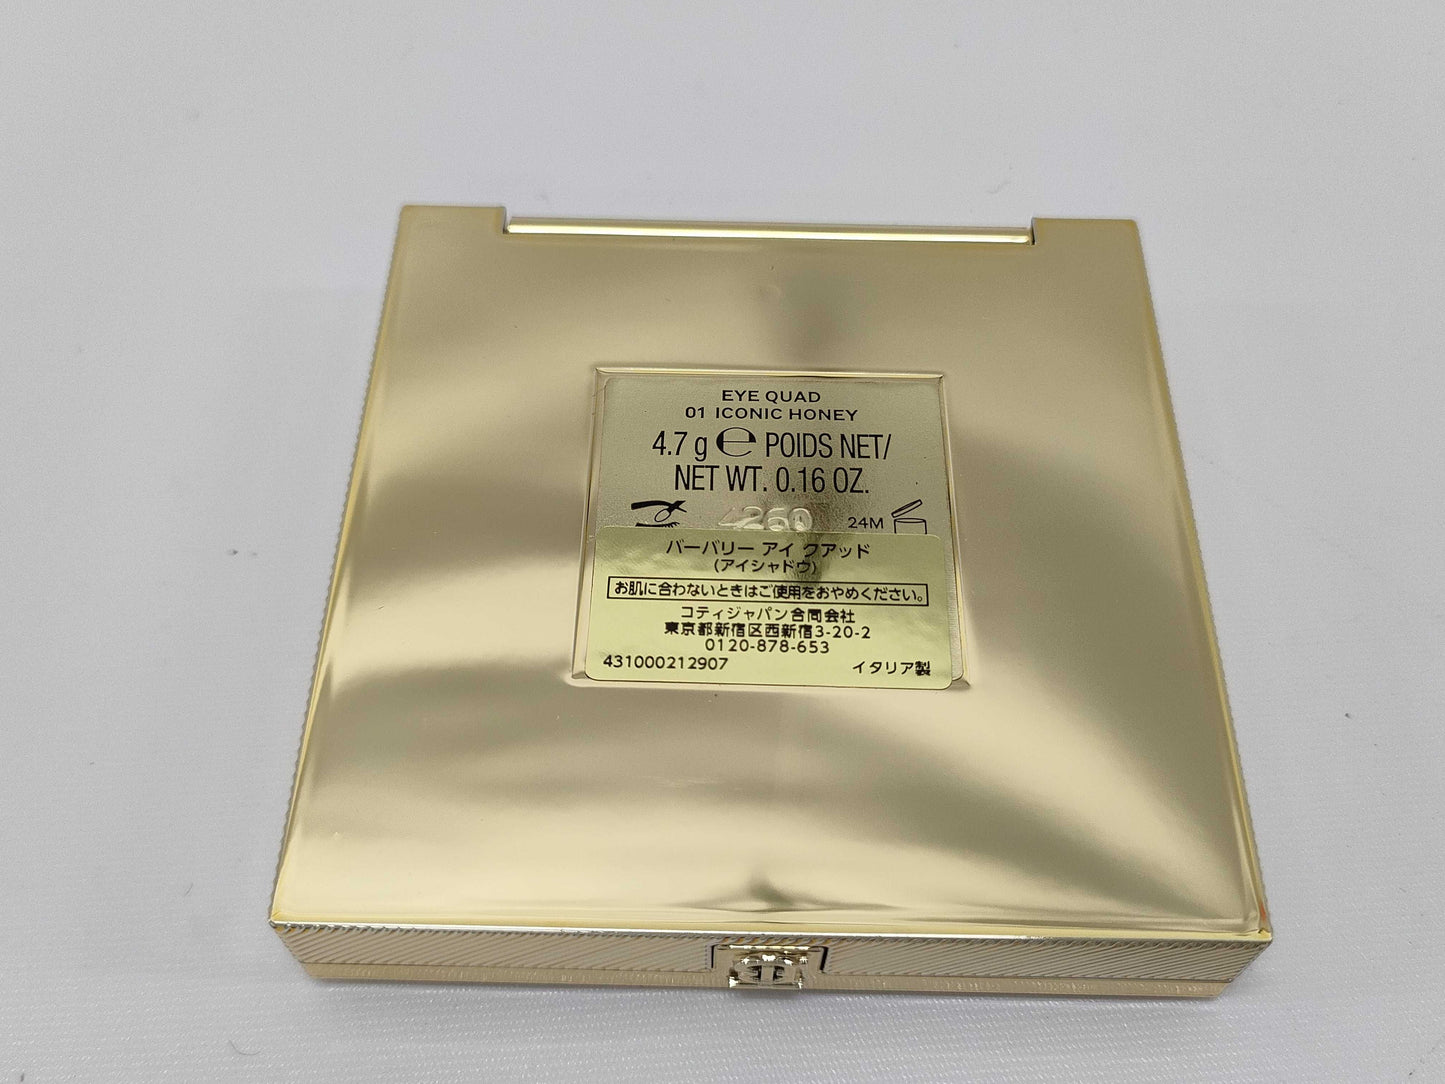 EYE QUAD
01 ICONIC HONEY
4.7 g ℮ POIDS NET/
NET WT. 0.16 OZ.
4260 24M
バーバリー アイ クアッド
(アイシャドウ)
お肌に合わないときはご使用をおやめください。
コティジャパン合同会社
東京都新宿区西新宿3-20-2
0120-878-653
431000212907 イタリア製